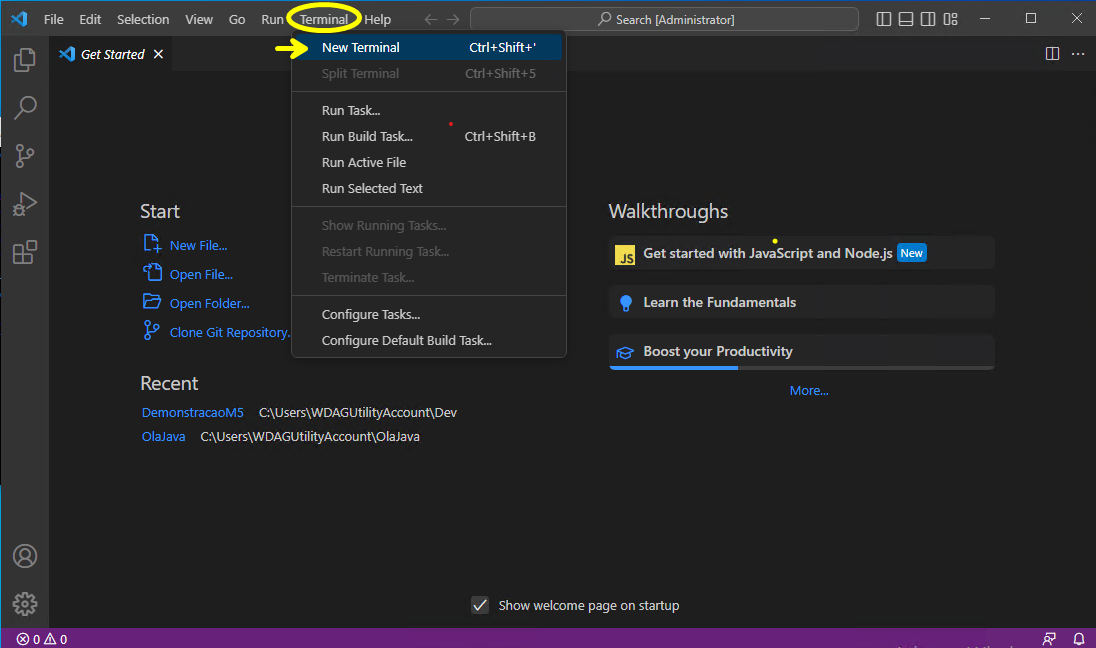 File Edit Selection View Go Run Terminal Help Search [Administrator]
Get Started
New Terminal Ctrl+Shift+'
Split Terminal Ctrl+Shift+5
Run Task...
Run Build Task... Ctrl+Shift+B
Run Active File
Run Selected Text
Show Running Tasks...
Restart Running Task...
Terminate Task...
Configure Tasks...
Configure Default Build Task...
Start
New File...
Open File...
Open Folder...
Clone Git Repository.
Recent
DemonstracaoM5 C:\Users\WDAGUtilityAccount\Dev
OlaJava C:\Users\WDAGUtilityAccount\OlaJava
Walkthroughs
JS Get started with JavaScript and Node.js New
Learn the Fundamentals
Boost your Productivity
More...
Show welcome page on startup
0 0